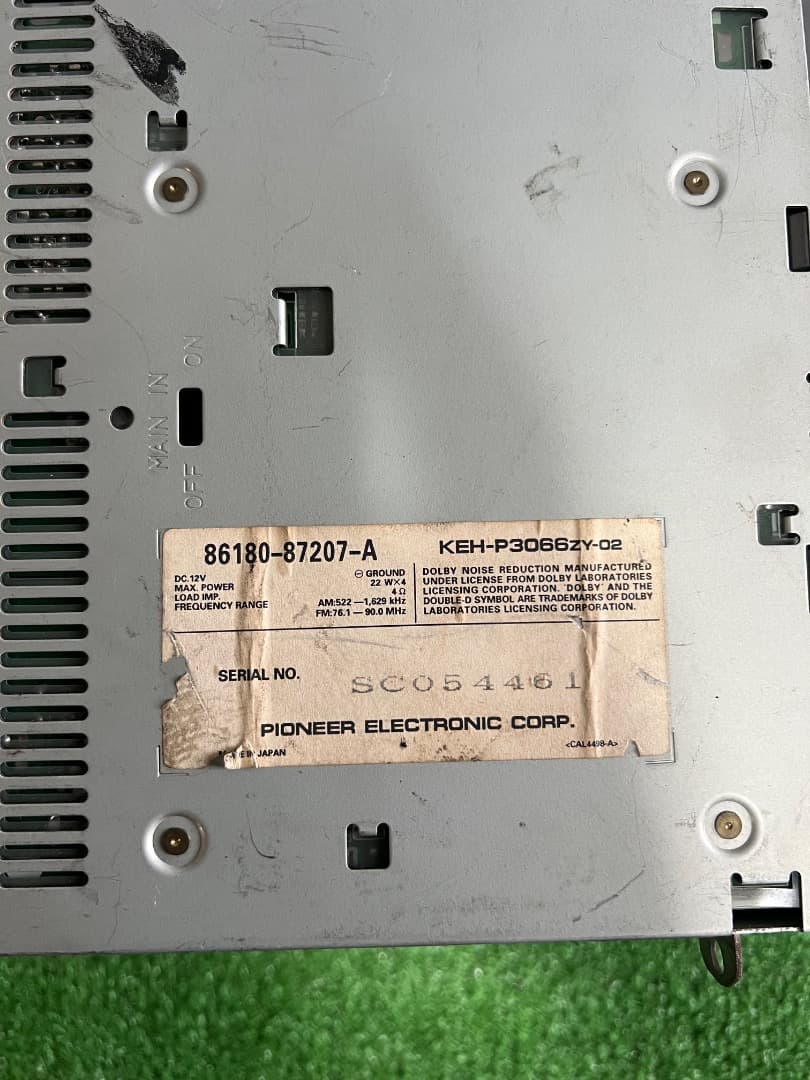 ON
MAIN IN
OFF
86180-87207-A
KEH-P3066ZY-02
DC.12V ⊖ GROUND
MAX. POWER 22 W×4
LOAD IMP. 4 Ω
FREQUENCY RANGE AM:522—1,629 kHz
FM:76.1—90.0 MHz
DOLBY NOISE REDUCTION MANUFACTURED
UNDER LICENSE FROM DOLBY LABORATORIES
LICENSING CORPORATION. "DOLBY" AND THE
DOUBLE-D SYMBOL ARE TRADEMARKS OF DOLBY
LABORATORIES LICENSING CORPORATION.
SERIAL NO. SC054461
PIONEER ELECTRONIC CORP.
IN JAPAN
<CAL4498-A>